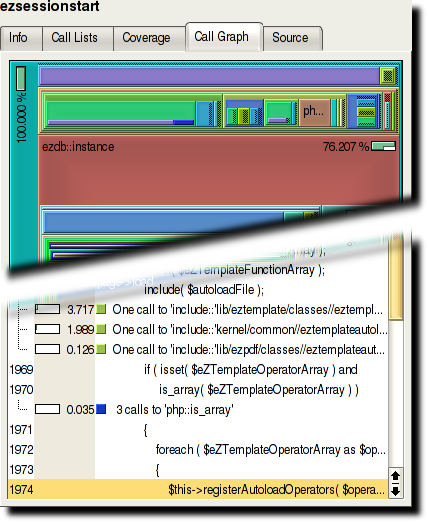 ezsessionstart
Info Call Lists Coverage Call Graph Source
100.000 %
ph...
ezdb::instance 76.207 %
( $eZTemplateFunctionArray );
include( $autoloadFile );
3.717 One call to 'include::lib/eztemplate/classes//eztempl...
1.989 One call to 'include::kernel/common//eztemplateautol...
0.126 One call to 'include::lib/ezpdf/classes//eztemplateaut...
1969 if ( isset( $eZTemplateOperatorArray ) and
1970 is_array( $eZTemplateOperatorArray ) )
0.035 3 calls to 'php::is_array'
1971 {
1972 foreach ( $eZTemplateOperatorArray as $op...
1973 {
1974 $this->registerAutoloadOperators( $opera...